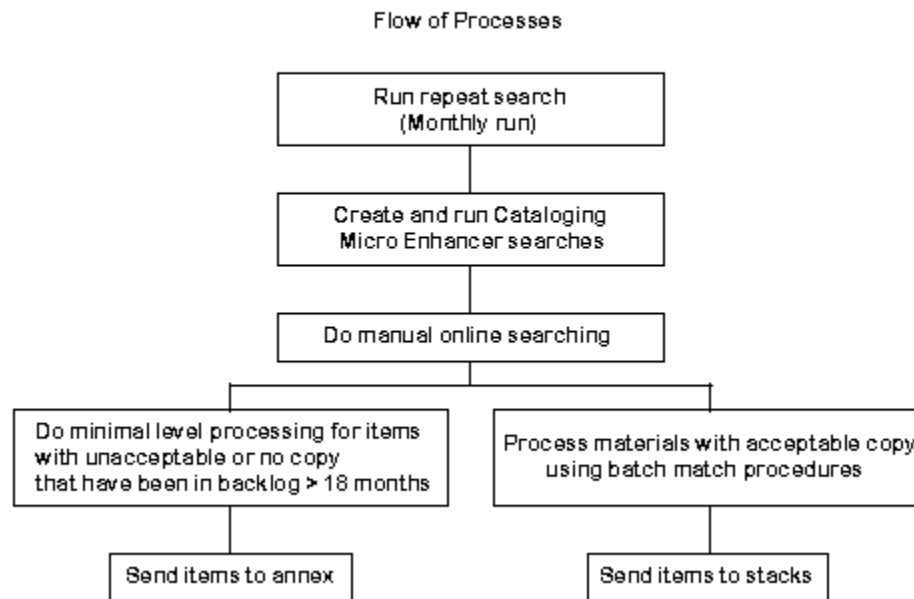 Flow of Processes
Run repeat search
(Monthly run)
Create and run Cataloging
Micro Enhancer searches
Do manual online searching
Do minimal level processing for items
with unacceptable or no copy
that have been in backlog > 18 months
Process materials with acceptable copy
using batch match procedures
Send items to annex
Send items to stacks